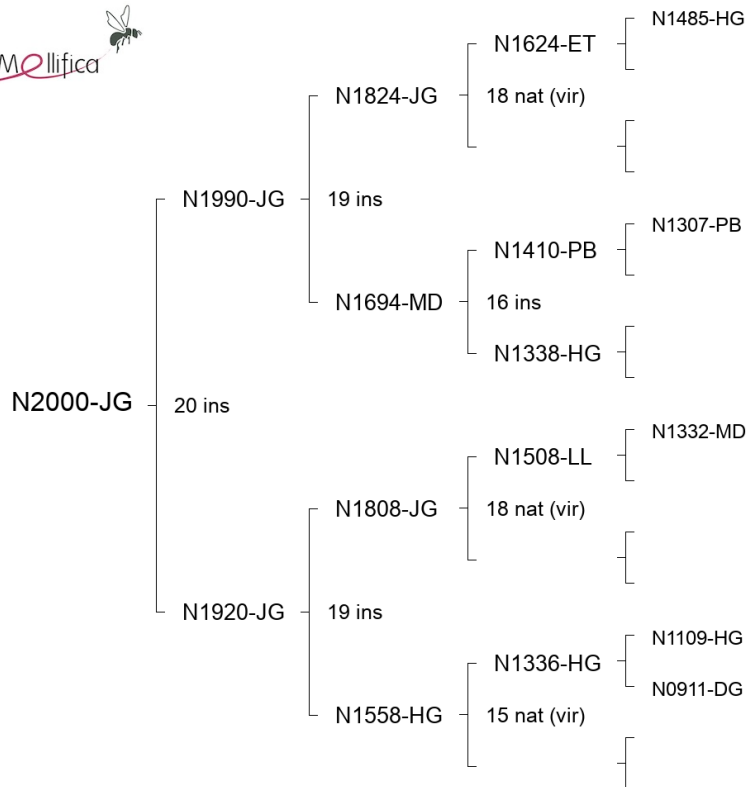 Mellifica
N1485-HG
N1624-ET
N1824-JG
18 nat (vir)
N1990-JG
19 ins
N1307-PB
N1410-PB
N1694-MD
16 ins
N1338-HG
N2000-JG
20 ins
N1332-MD
N1508-LL
N1808-JG
18 nat (vir)
N1920-JG
19 ins
N1109-HG
N1336-HG
N0911-DG
N1558-HG
15 nat (vir)